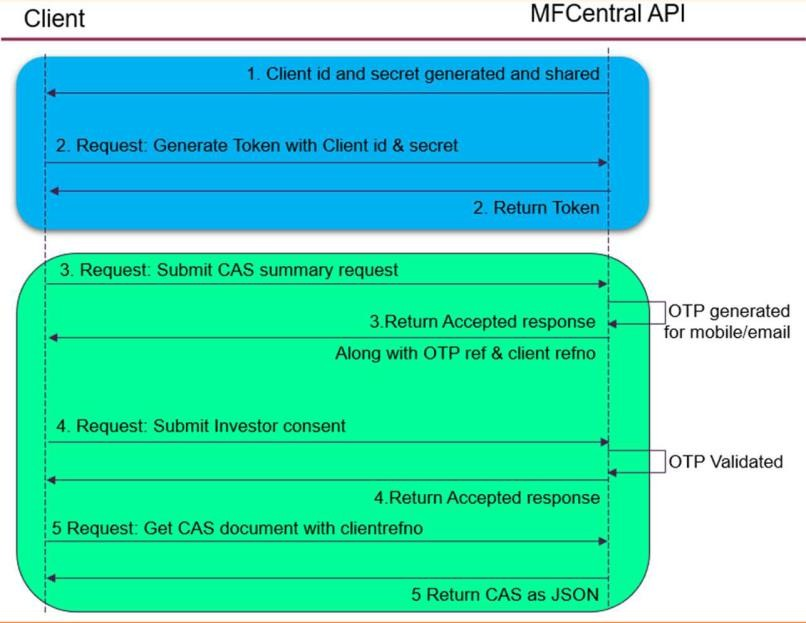 Client
MFCentral API
1. Client id and secret generated and shared
2. Request: Generate Token with Client id & secret
2. Return Token
3. Request: Submit CAS summary request
OTP generated
for mobile/email
3.Return Accepted response
Along with OTP ref & client refno
4. Request: Submit Investor consent
OTP Validated
4.Return Accepted response
5 Request: Get CAS document with clientrefno
5 Return CAS as JSON